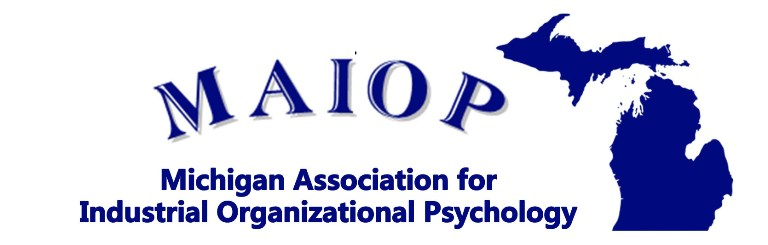 MAIOP
Michigan Association for
Industrial Organizational Psychology